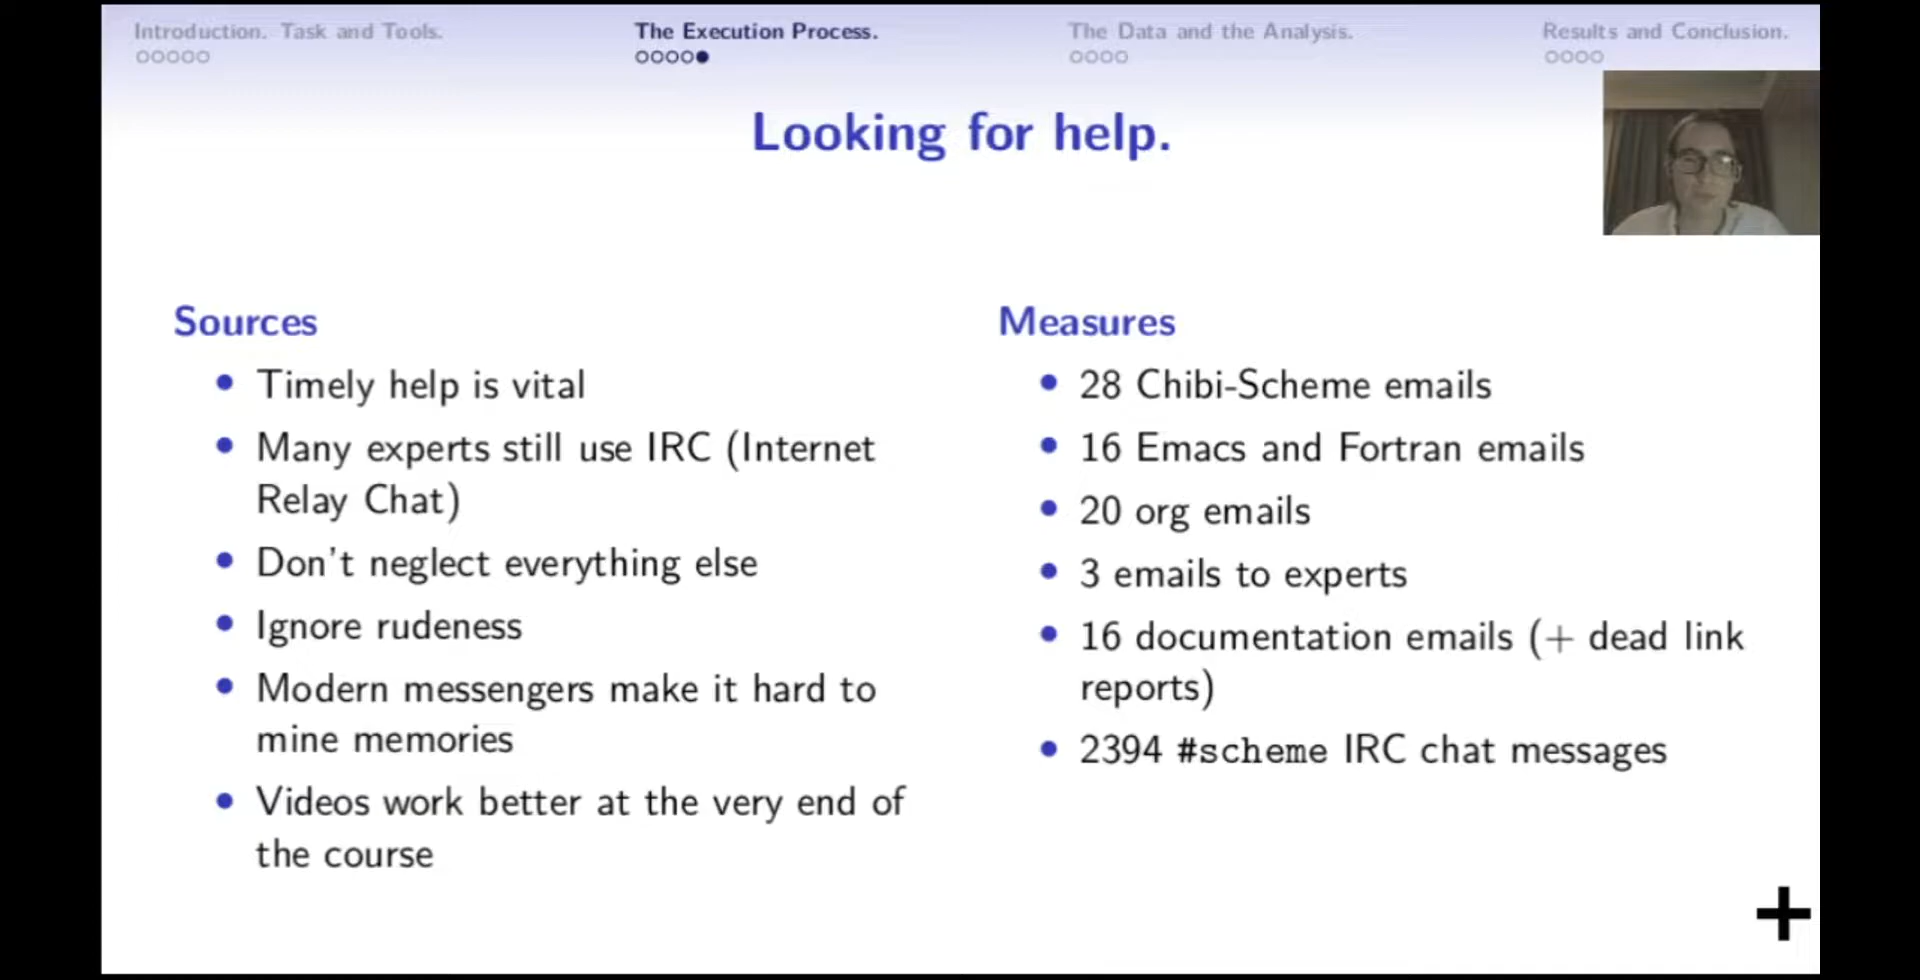 Introduction. Task and Tools.
The Execution Process.
The Data and the Analysis.
Results and Conclusion.
Looking for help.
Sources
• Timely help is vital
• Many experts still use IRC (Internet
Relay Chat)
• Don't neglect everything else
• Ignore rudeness
• Modern messengers make it hard to
mine memories
• Videos work better at the very end of
the course
Measures
• 28 Chibi-Scheme emails
• 16 Emacs and Fortran emails
• 20 org emails
• 3 emails to experts
• 16 documentation emails (+ dead link
reports)
• 2394 #scheme IRC chat messages
+